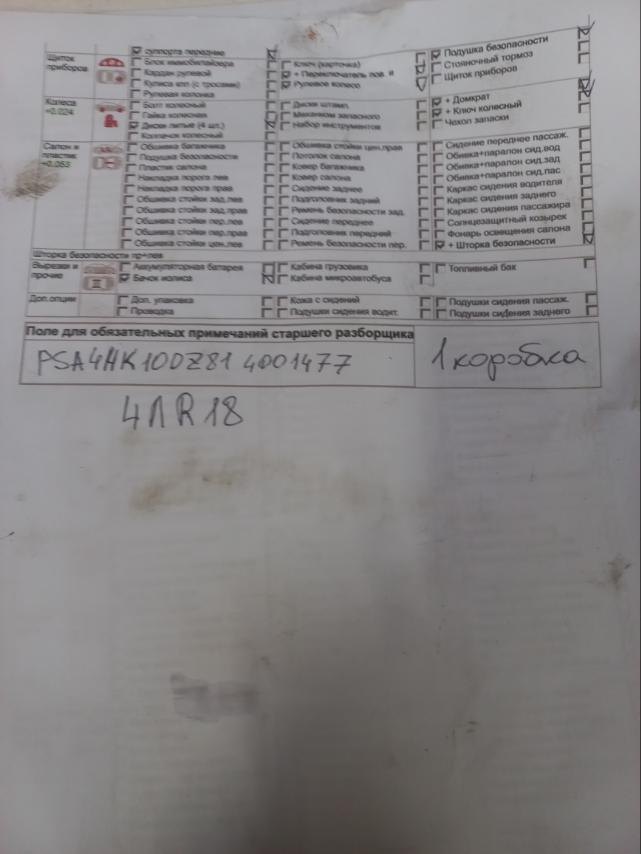 суппорта передние
Щиток приборов
Блок иммобилайзера
Кардан рулевой
Кулиса кпп (с тросами)
Рулевая колонка
Ключ (карточка)
+ Переключатель пов. и
Рулевое колесо
Подушка безопасности
Стояночный тормоз
Щиток приборов
Колеса
+0.024
Болт колесный
Гайка колесная
Диски литые (4 шт.)
Колпачок колесный
Диски штамп.
Механизм запасного
Набор инструментов
+ Домкрат
+ Ключ колесный
Чехол запаски
Салон и пластик
Обшивка багажника
Подушка безопасности
Пластик салона
Накладка порога лев
Накладка порога прав
Обшивка стойки зад.лев
Обшивка стойки зад.прав
Обшивка стойки пер.лев
Обшивка стойки пер.прав
Обшивка стойки цен.лев
Обшивка стойки цен.прав
Потолок салона
Ковер багажника
Ковер салона
Сидение заднее
Подголовник задний
Ремень безопасности зад.
Сидение переднее
Подголовник передний
Ремень безопасности пер.
Сидение переднее пассаж.
Обивка+паралон сид.вод
Обивка+паралон сид.зад
Обивка+паралон сид.пас
Каркас сидения водителя
Каркас сидения заднего
Каркас сидения пассажира
Солнцезащитный козырек
Фонарь освещения салона
+ Шторка безопасности
Шторка безопасности пр+лев
Вырезки и прочие
Аккумуляторная батарея
Бачок
Кабина грузовика
Кабина микроавтобуса
Топливный бак
Доп.опции
Доп. упаковка
Проводка
Кожа с сидений
Подушки сидения водит.
Подушки сидения пассаж.
Подушки сидения заднего
Поле для обязательных примечаний старшего разборщика
PSA4HK10DZ81 4001477
1 коробка
4ЛR18